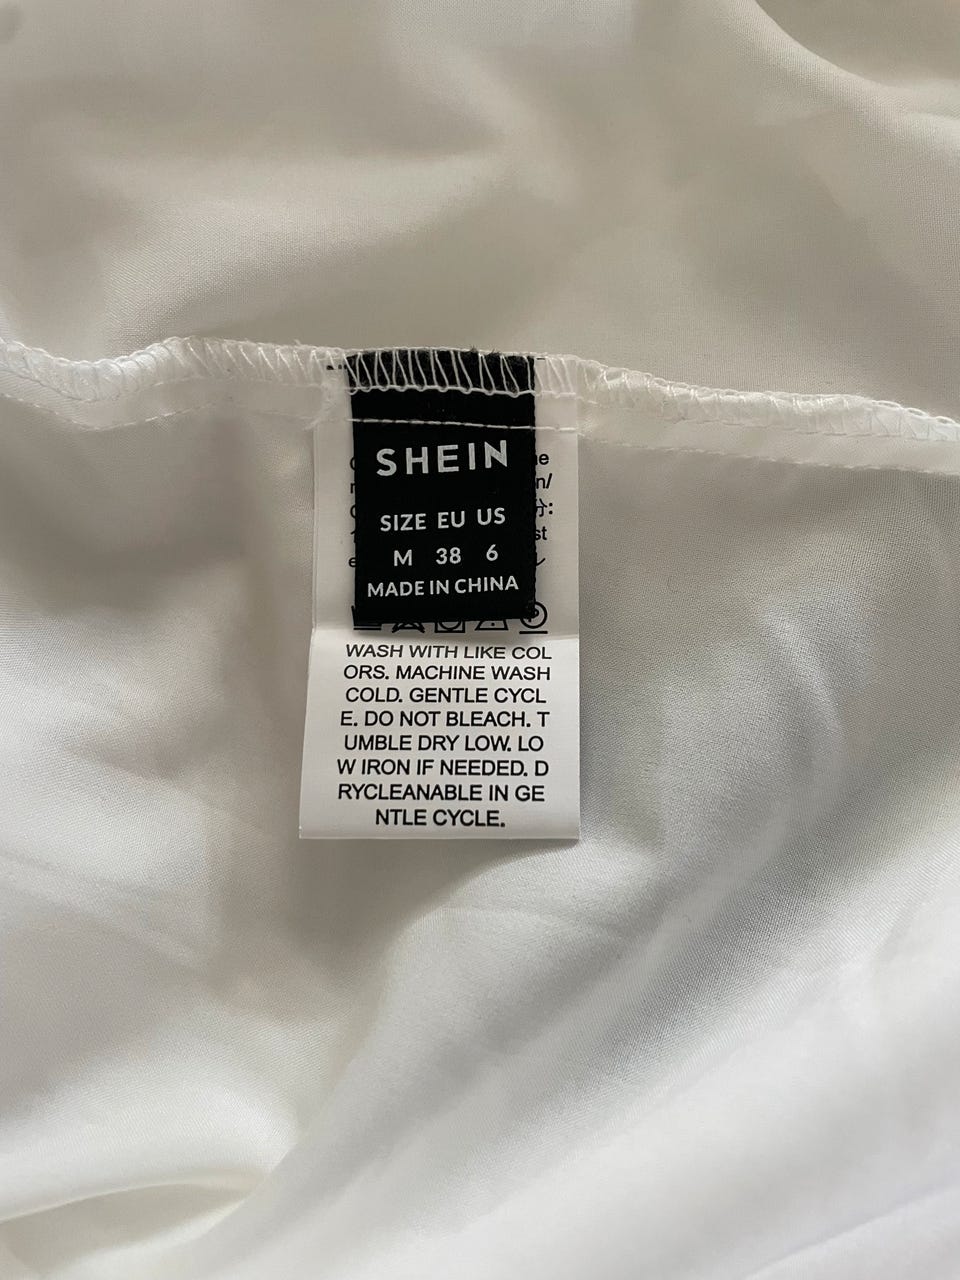 SHEIN
SIZE EU US
M 38 6
MADE IN CHINA
WASH WITH LIKE COL
ORS. MACHINE WASH
COLD. GENTLE CYCL
E. DO NOT BLEACH. T
UMBLE DRY LOW. LO
W IRON IF NEEDED. D
RYCLEANABLE IN GE
NTLE CYCLE.